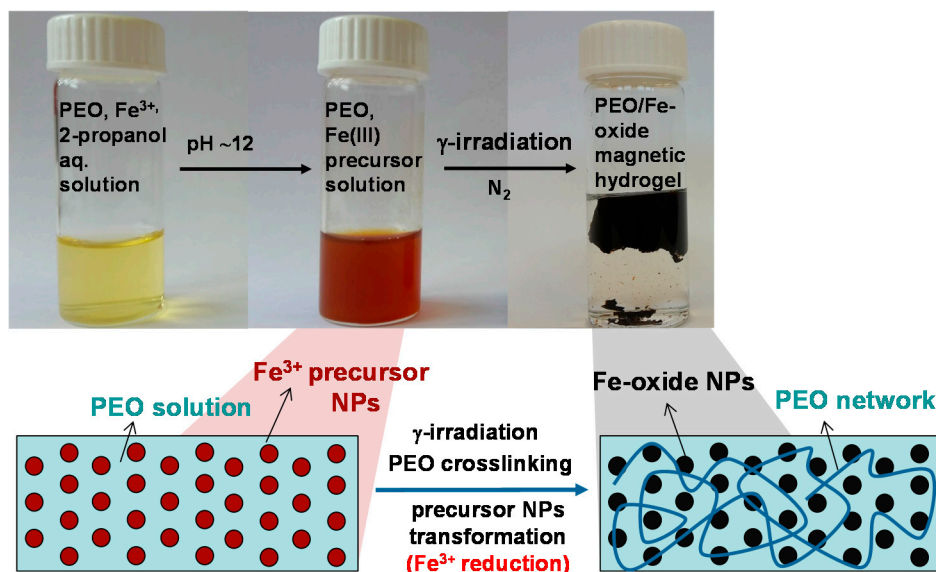 PEO, Fe³⁺,
2-propanol
aq.
solution
pH ~12
PEO,
Fe(III)
precursor
solution
γ-irradiation
N₂
PEO/Fe-
oxide
magnetic
hydrogel
PEO solution
Fe³⁺ precursor
NPs
γ-irradiation
PEO crosslinking
precursor NPs
transformation
(Fe³⁺ reduction)
Fe-oxide NPs
PEO network